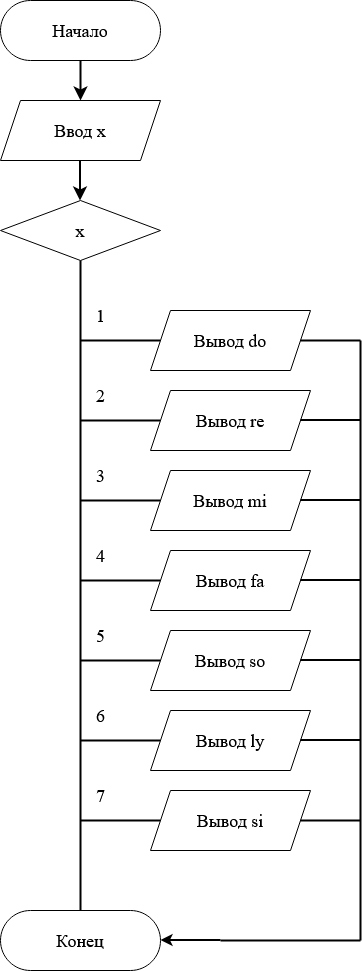 Начало
Ввод x
x
1
Вывод do
2
Вывод re
3
Вывод mi
4
Вывод fa
5
Вывод so
6
Вывод ly
7
Вывод si
Конец